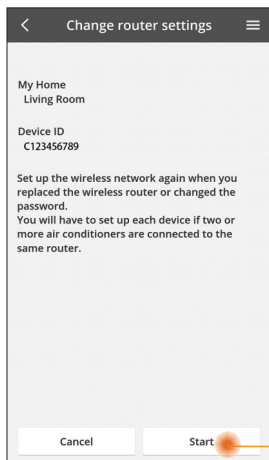 Change router settings
My Home
Living Room
Device ID
C123456789
Set up the wireless network again when you
replaced the wireless router or changed the
password.
You will have to set up each device if two or
more air conditioners are connected to the
same router.
Cancel
Start